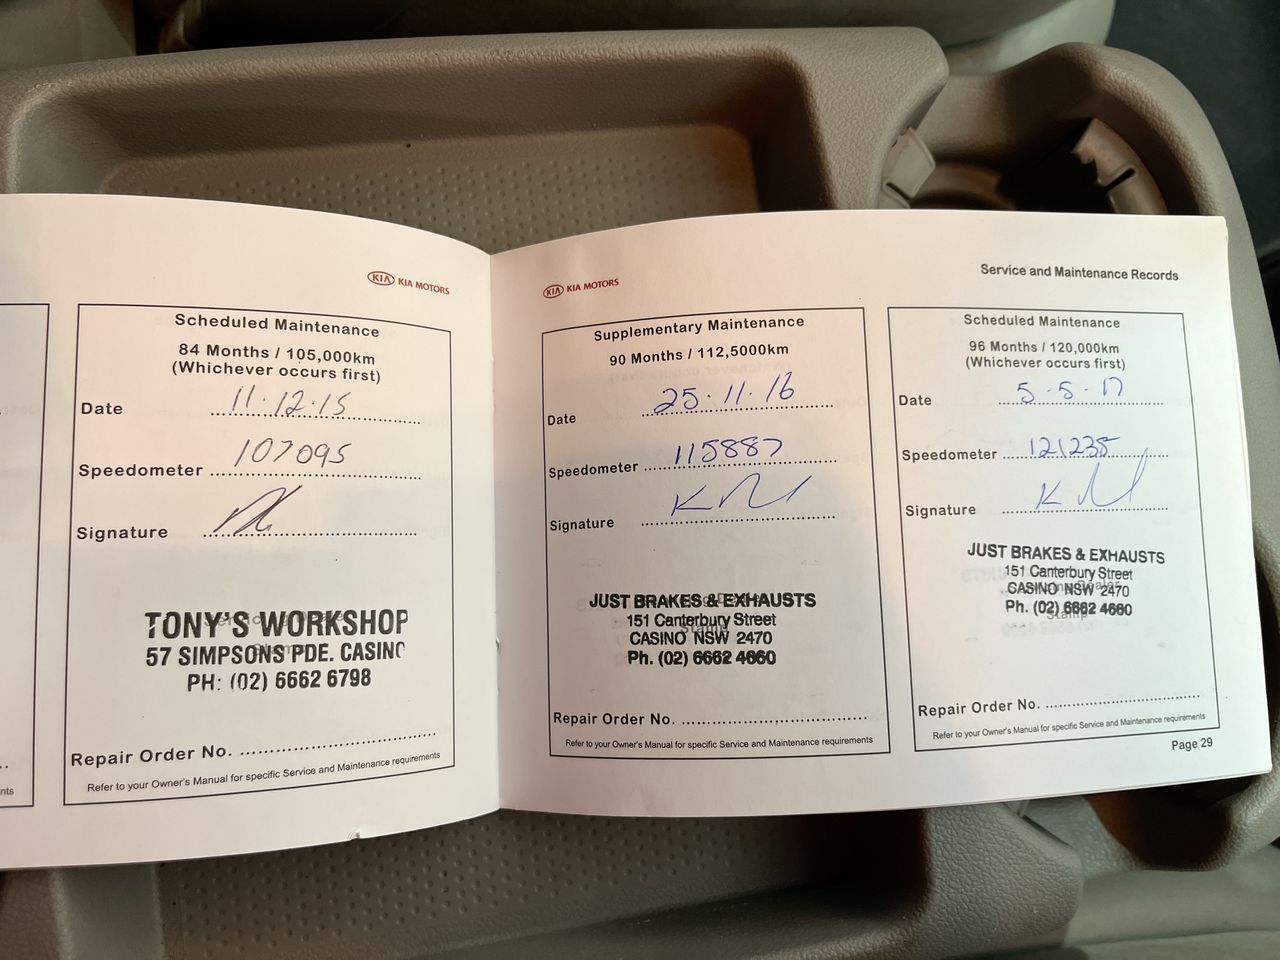 KIA KIA MOTORS
Scheduled Maintenance
84 Months / 105,000km
(Whichever occurs first)
Date 11.12.15
Speedometer 107095
Signature
TONY'S WORKSHOP
57 SIMPSONS PDE. CASINO
PH: (02) 6662 6798
Repair Order No.
Refer to your Owner's Manual for specific Service and Maintenance requirements
nts
KIA KIA MOTORS
Service and Maintenance Records
Supplementary Maintenance
90 Months / 112,5000km
Date 25.11.16
Speedometer 115887
Signature
JUST BRAKES & EXHAUSTS
151 Canterbury Street
CASINO NSW 2470
Ph. (02) 6662 4660
Repair Order No.
Refer to your Owner's Manual for specific Service and Maintenance requirements
Scheduled Maintenance
96 Months / 120,000km
(Whichever occurs first)
Date 5.5.17
Speedometer 121235
Signature
JUST BRAKES & EXHAUSTS
151 Canterbury Street
CASINO NSW 2470
Ph. (02) 6662 4660
Repair Order No.
Refer to your Owner's Manual for specific Service and Maintenance requirements
Page 29